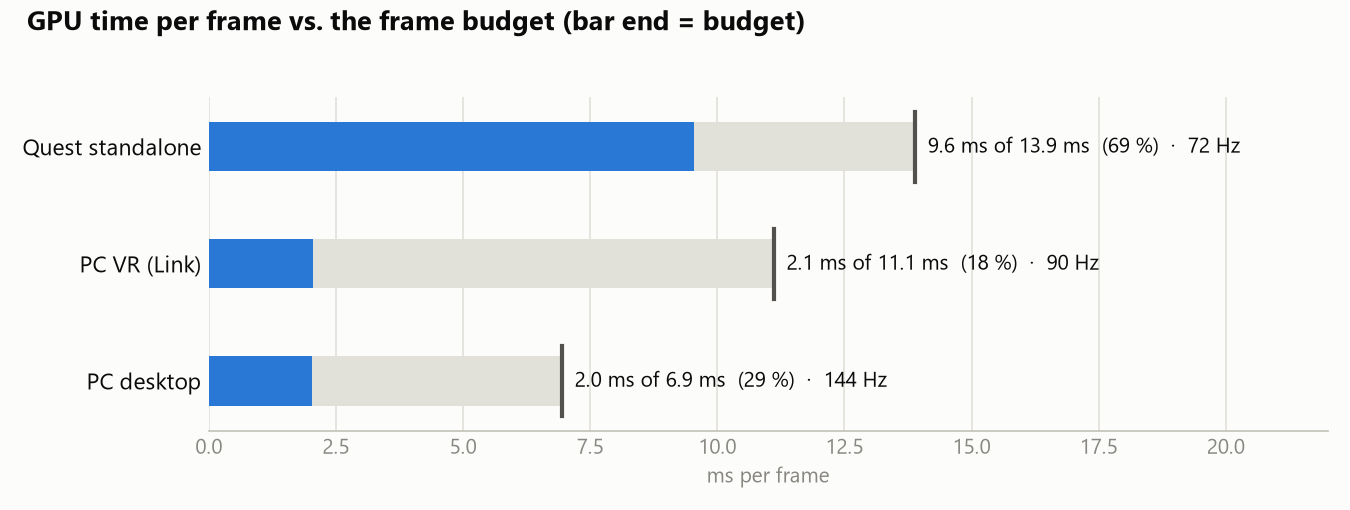 GPU time per frame vs. the frame budget (bar end = budget)
Quest standalone
9.6 ms of 13.9 ms (69 %) · 72 Hz
PC VR (Link)
2.1 ms of 11.1 ms (18 %) · 90 Hz
PC desktop
2.0 ms of 6.9 ms (29 %) · 144 Hz
0.0 2.5 5.0 7.5 10.0 12.5 15.0 17.5 20.0
ms per frame